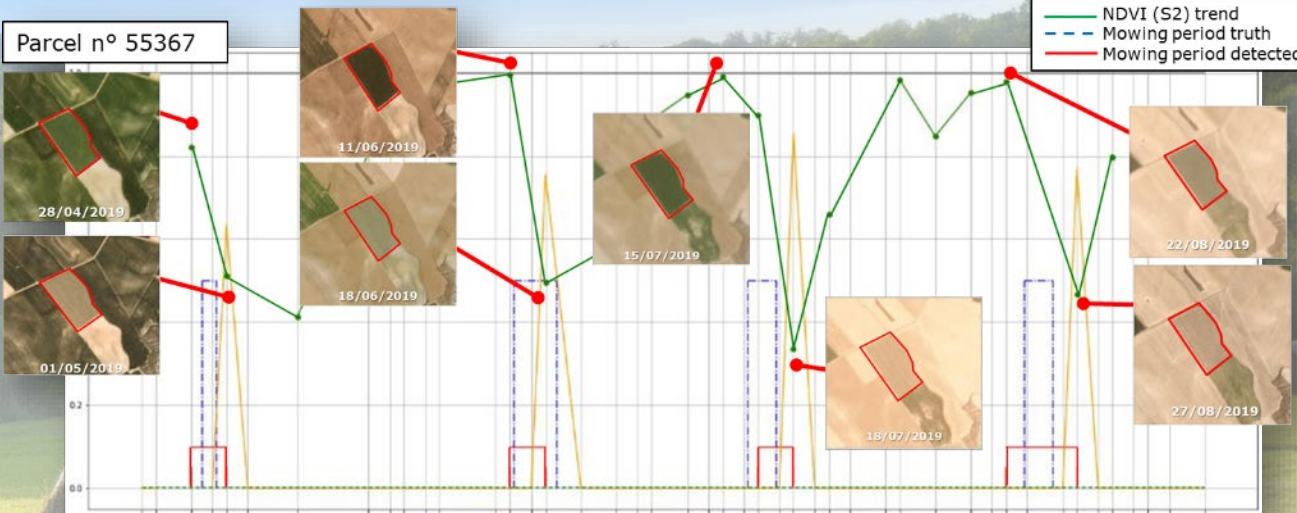 Parcel n° 55367
NDVI (S2) trend
Mowing period truth
Mowing period detected
28/04/2019
01/05/2019
11/06/2019
18/06/2019
15/07/2019
18/07/2019
22/08/2019
27/08/2019
0.2
0.0